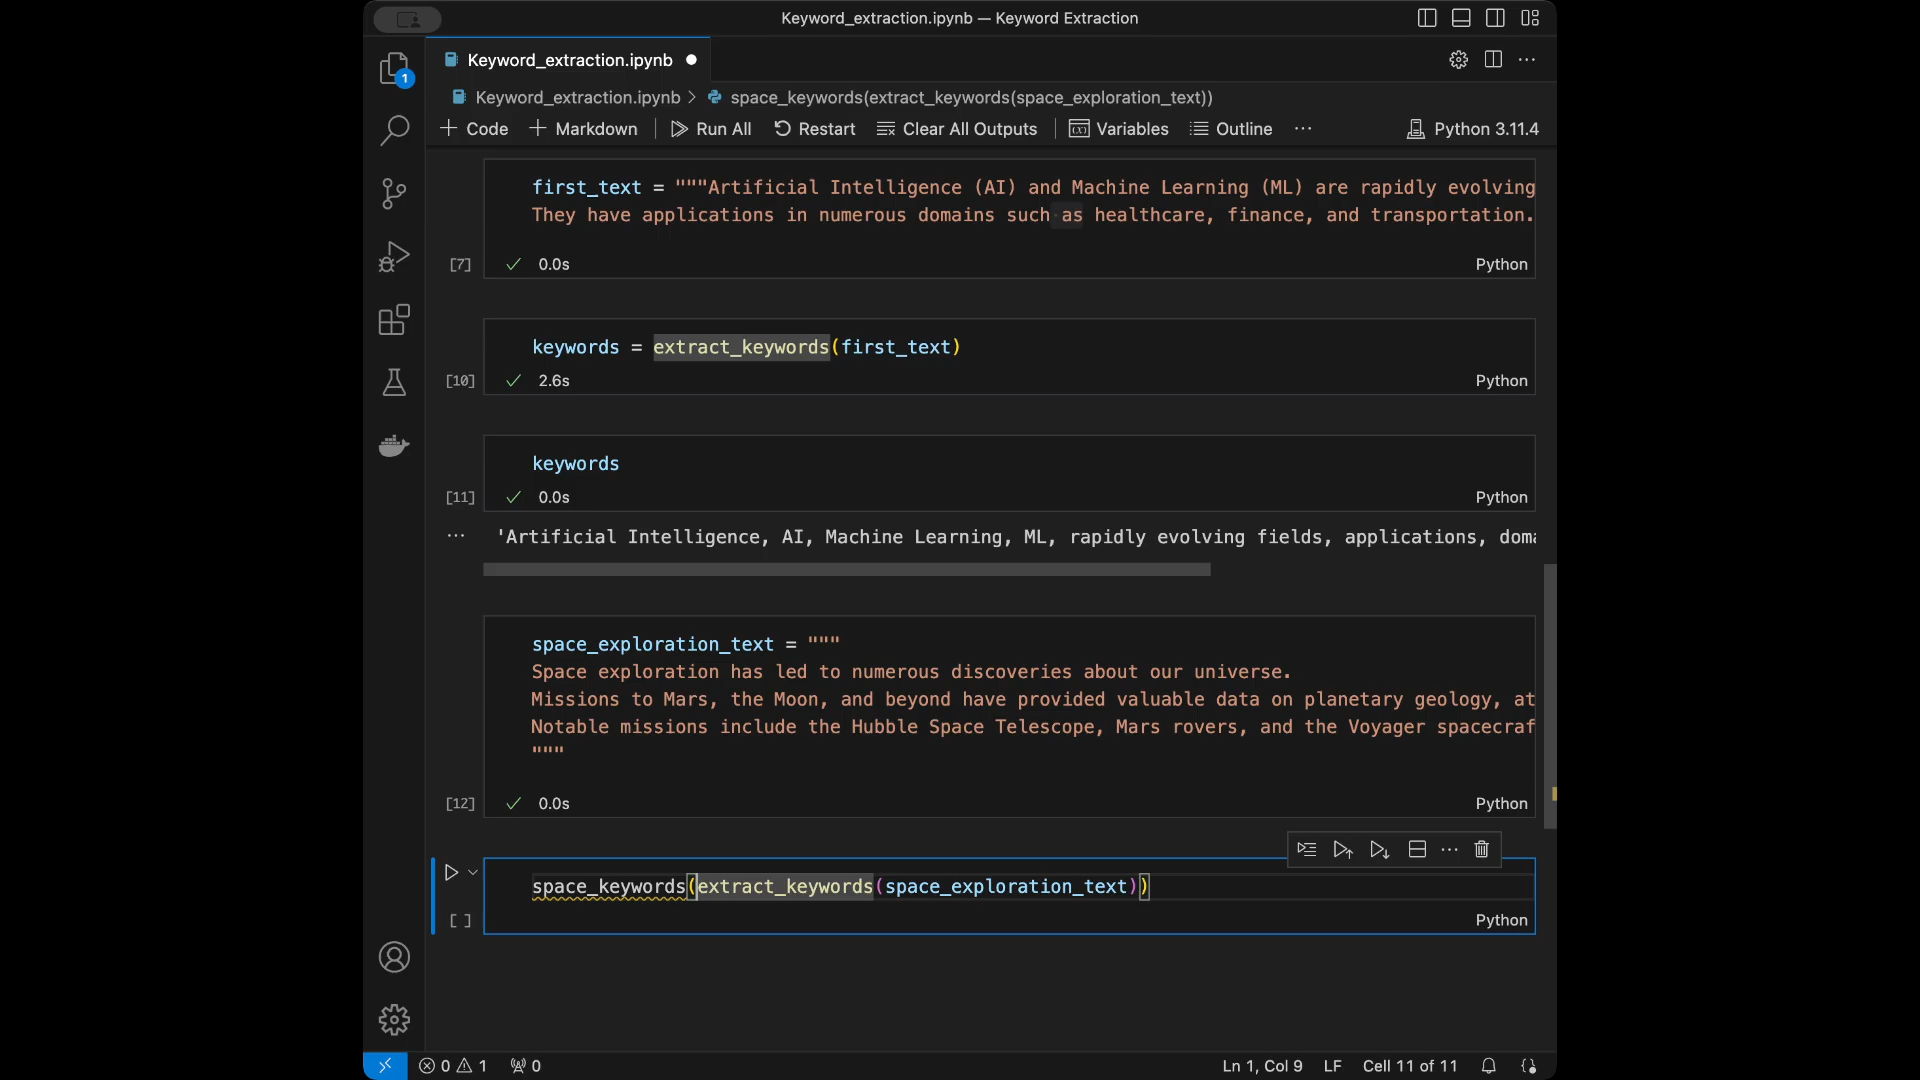 Keyword_extraction.ipynb — Keyword Extraction
Keyword_extraction.ipynb
1
Keyword_extraction.ipynb > space_keywords(extract_keywords(space_exploration_text))
+ Code + Markdown Run All Restart Clear All Outputs Variables Outline ... Python 3.11.4
first_text = """Artificial Intelligence (AI) and Machine Learning (ML) are rapidly evolving
They have applications in numerous domains such as healthcare, finance, and transportation.
[7] 0.0s Python
keywords = extract_keywords(first_text)
[10] 2.6s Python
keywords
[11] 0.0s Python
'Artificial Intelligence, AI, Machine Learning, ML, rapidly evolving fields, applications, doma
space_exploration_text = """
Space exploration has led to numerous discoveries about our universe.
Missions to Mars, the Moon, and beyond have provided valuable data on planetary geology, at
Notable missions include the Hubble Space Telescope, Mars rovers, and the Voyager spacecraf
"""
[12] 0.0s Python
space_keywords(extract_keywords(space_exploration_text))
[ ] Python
0 1 0 Ln 1, Col 9 LF Cell 11 of 11